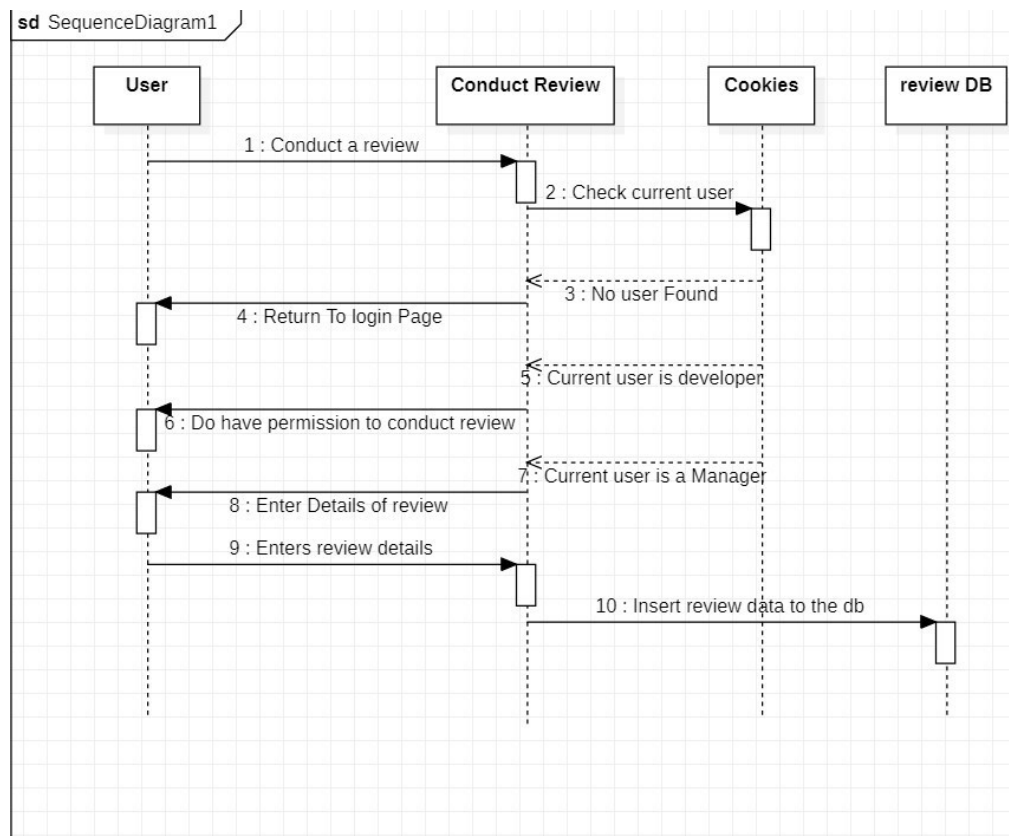 sd SequenceDiagram1
User
Conduct Review
Cookies
review DB
1 : Conduct a review
2 : Check current user
3 : No user Found
4 : Return To login Page
5 : Current user is developer
6 : Do have permission to conduct review
7 : Current user is a Manager
8 : Enter Details of review
9 : Enters review details
10 : Insert review data to the db